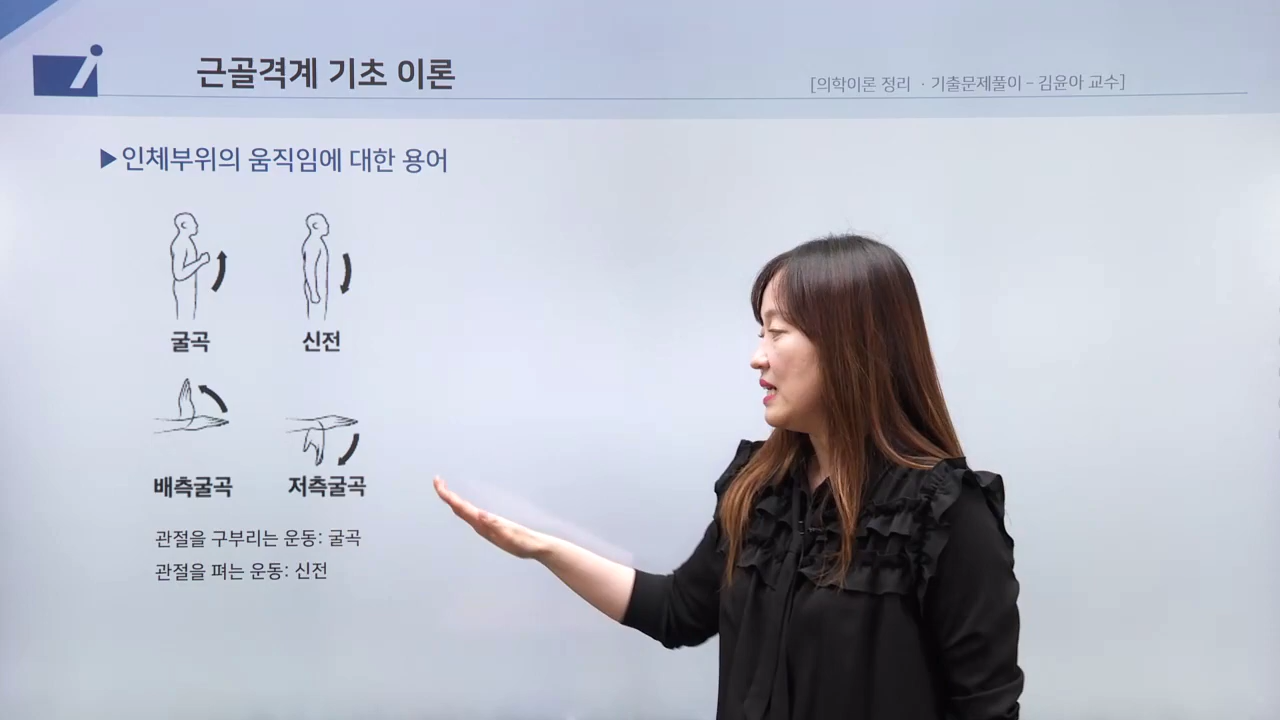 근골격계 기초 이론
[의학이론 정리 · 기출문제풀이 – 김윤아 교수]
▶인체부위의 움직임에 대한 용어
굴곡 신전
배측굴곡 저측굴곡
관절을 구부리는 운동: 굴곡
관절을 펴는 운동: 신전